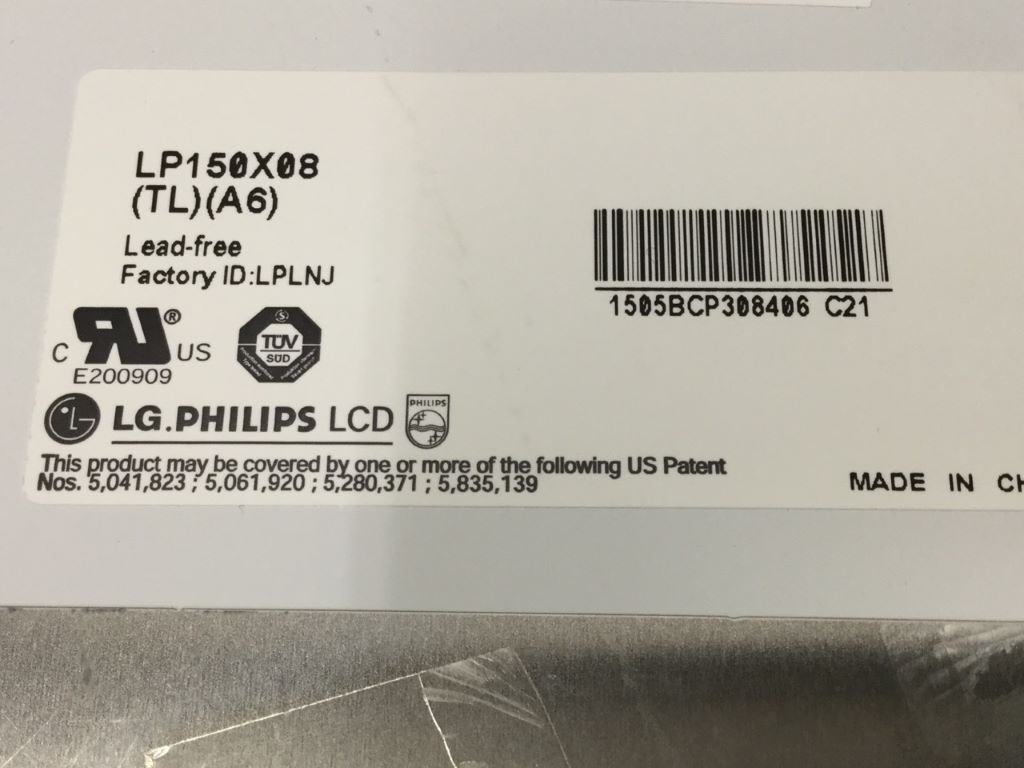 LP150X08
(TL)(A6)
Lead-free
Factory ID:LPLNJ
1505BCP308406 C21
C RU® US
E200909
TÜV
SÜD
LG.PHILIPS LCD PHILIPS
This product may be covered by one or more of the following US Patent
Nos. 5,041,823 ; 5,061,920 ; 5,280,371 ; 5,835,139
MADE IN CH